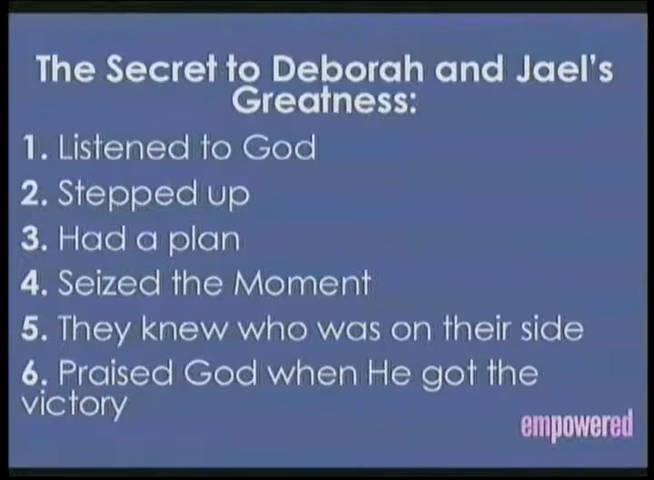 The Secret to Deborah and Jael's
Greatness:
1. Listened to God
2. Stepped up
3. Had a plan
4. Seized the Moment
5. They knew who was on their side
6. Praised God when He got the
victory
empowered